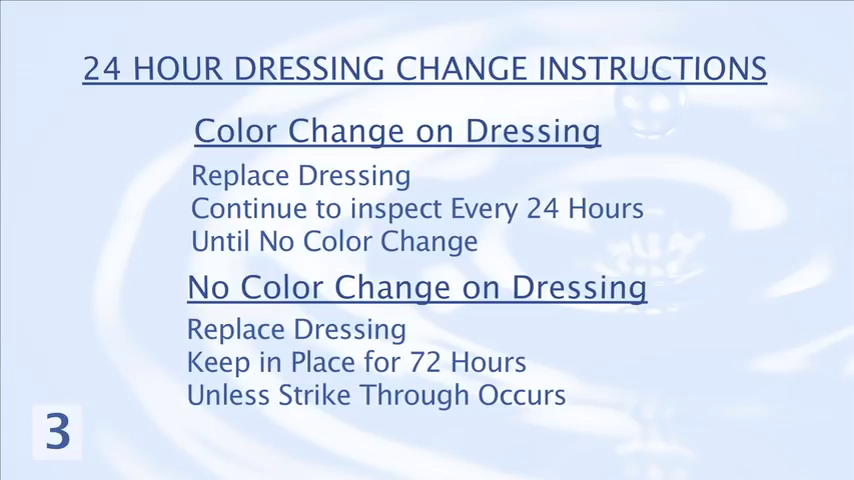 24 HOUR DRESSING CHANGE INSTRUCTIONS
Color Change on Dressing
Replace Dressing
Continue to inspect Every 24 Hours
Until No Color Change
No Color Change on Dressing
Replace Dressing
Keep in Place for 72 Hours
Unless Strike Through Occurs
3